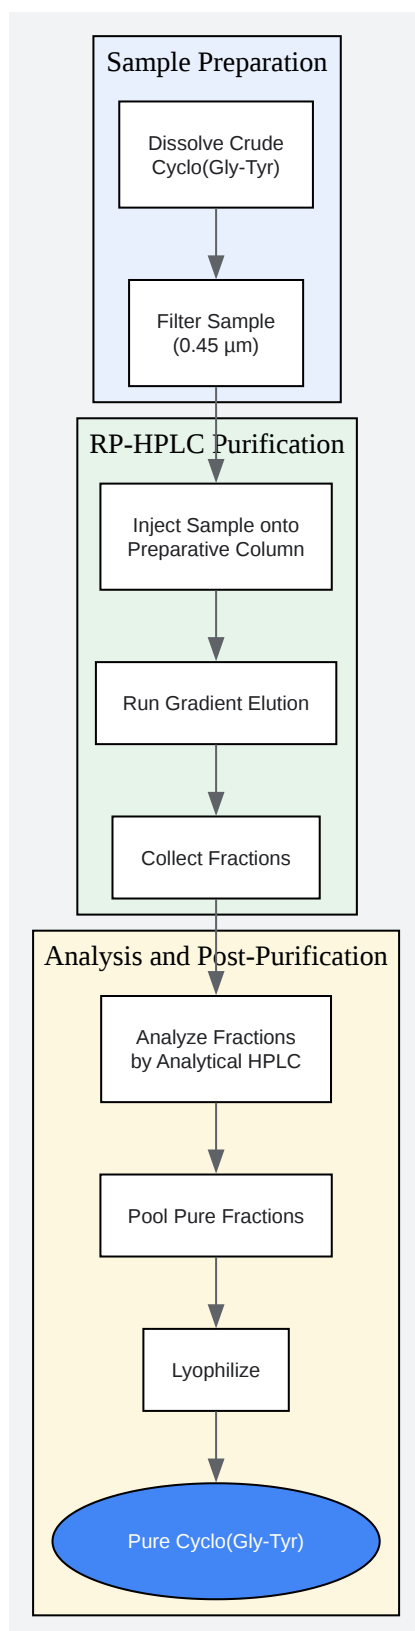 Sample Preparation
Dissolve Crude
Cyclo(Gly-Tyr)
Filter Sample
(0.45 µm)
RP-HPLC Purification
Inject Sample onto
Preparative Column
Run Gradient Elution
Collect Fractions
Analysis and Post-Purification
Analyze Fractions
by Analytical HPLC
Pool Pure Fractions
Lyophilize
Pure Cyclo(Gly-Tyr)